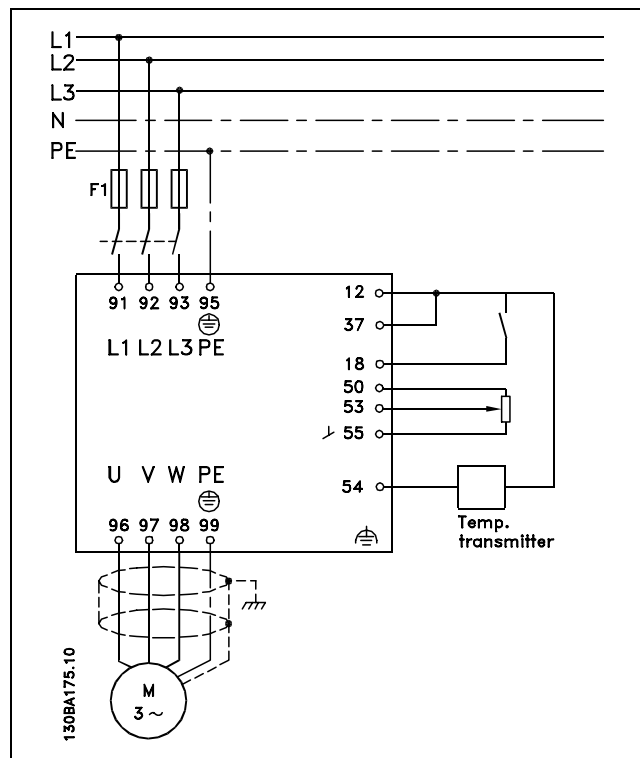 L1
L2
L3
N
PE
F1
91 92 93 95
L1 L2 L3 PE
12
37
18
50
53
55
54
U V W PE
96 97 98 99
Temp.
transmitter
M
3 ~
130BA175.10